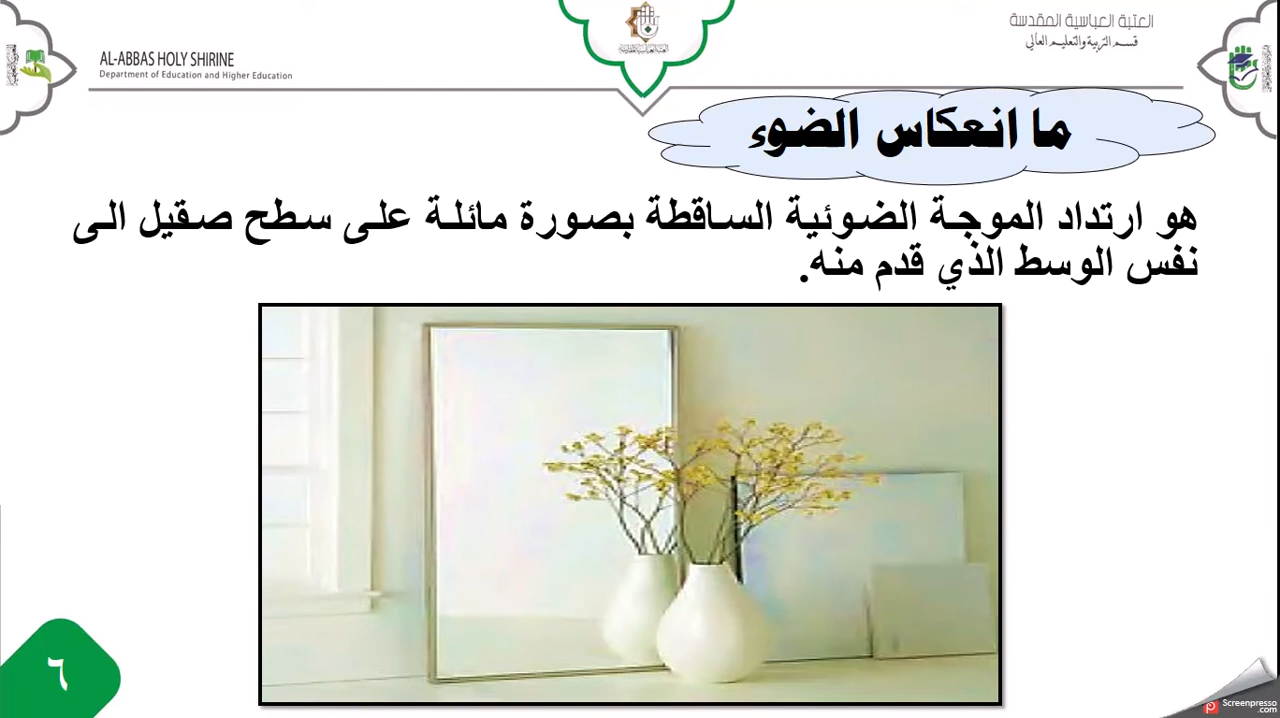 العتبة العباسية المقدسة
قسم التربية والتعليم العالي
AL-ABBAS HOLY SHIRINE
Department of Education and Higher Education
ما انعكاس الضوء
هو ارتداد الموجة الضوئية الساقطة بصورة مائلة على سطح صقيل الى
نفس الوسط الذي قدم منه.
٦
Screenpresso
.com